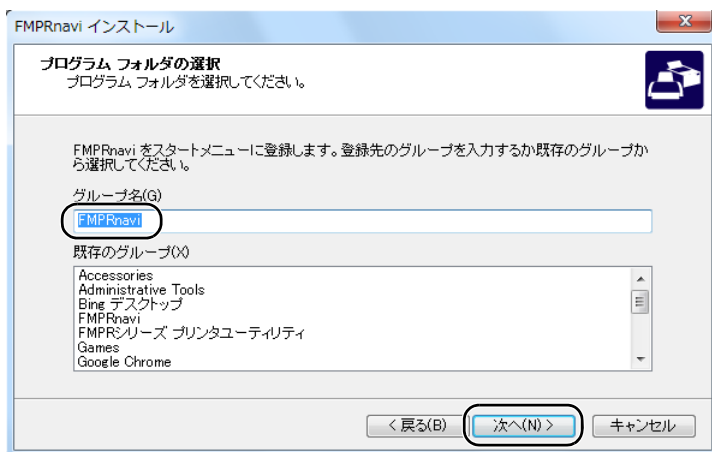 FMPRnavi インストール
プログラム フォルダの選択
プログラム フォルダを選択してください。
FMPRnavi をスタートメニューに登録します。登録先のグループを入力するか既存のグループか
ら選択してください。
グループ名(G)
FMPRnavi
既存のグループ(X)
Accessories
Administrative Tools
Bing デスクトップ
FMPRnavi
FMPRシリーズ プリンタユーティリティ
Games
Google Chrome
< 戻る(B)
次へ(N) >
キャンセル